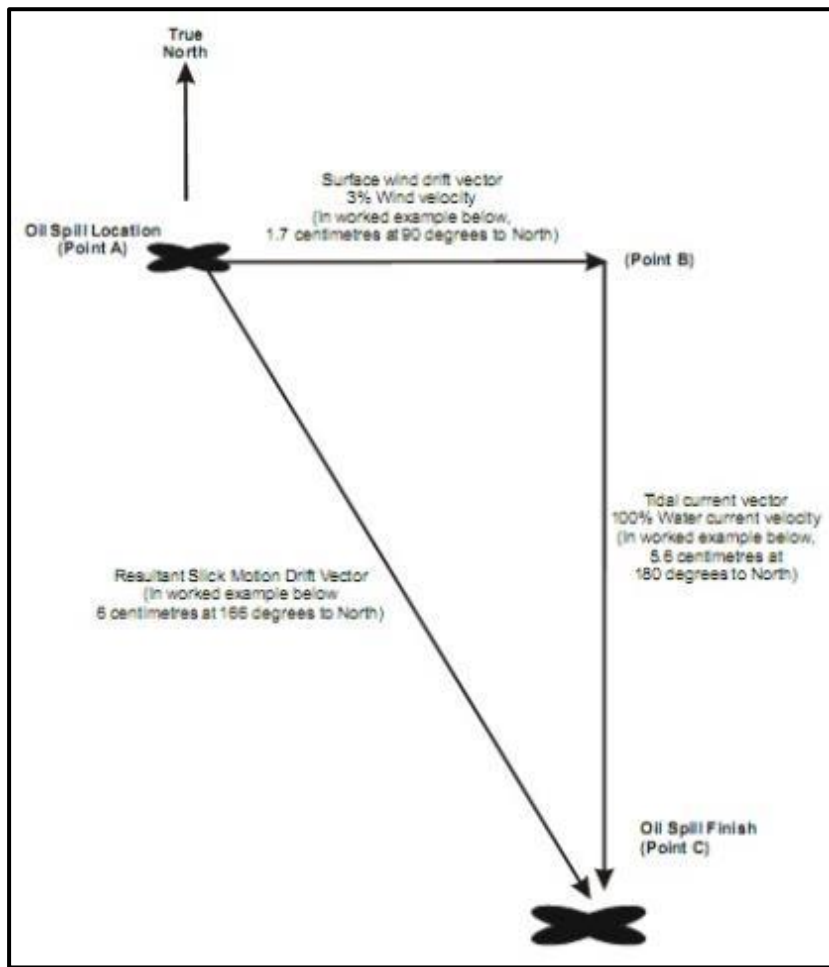 True
North
Surface wind drift vector
3% Wind velocity
(In worked example below,
1.7 centimetres at 90 degrees to North)
Oil Spill Location
(Point A)
(Point B)
Tidal current vector
100% Water current velocity
(In worked example below,
5.6 centimetres at
180 degrees to North)
Resultant Slick Motion Drift Vector
(In worked example below
6 centimetres at 166 degrees to North)
Oil Spill Finish
(Point C)